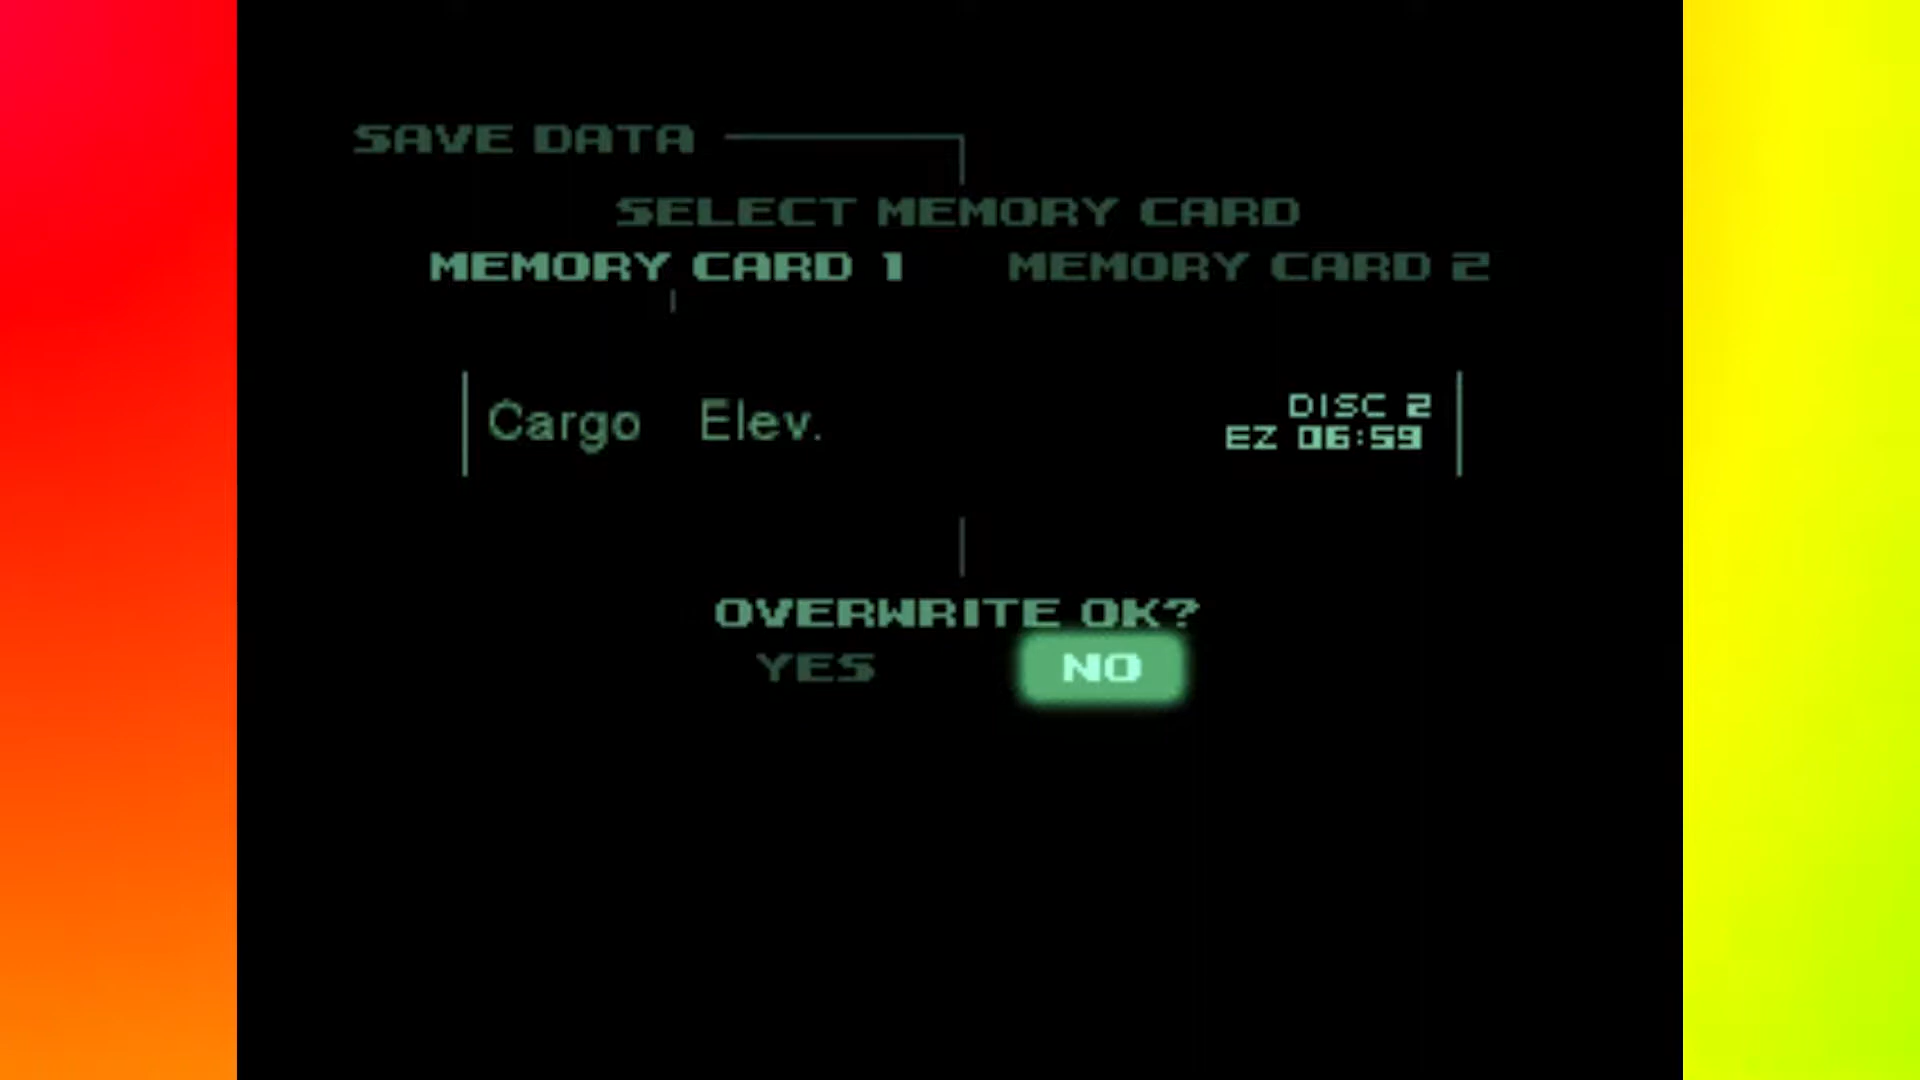 SAVE DATA
SELECT MEMORY CARD
MEMORY CARD 1 MEMORY CARD 2
Cargo Elev.
DISC 2
EZ 06:59
OVERWRITE OK?
YES NO